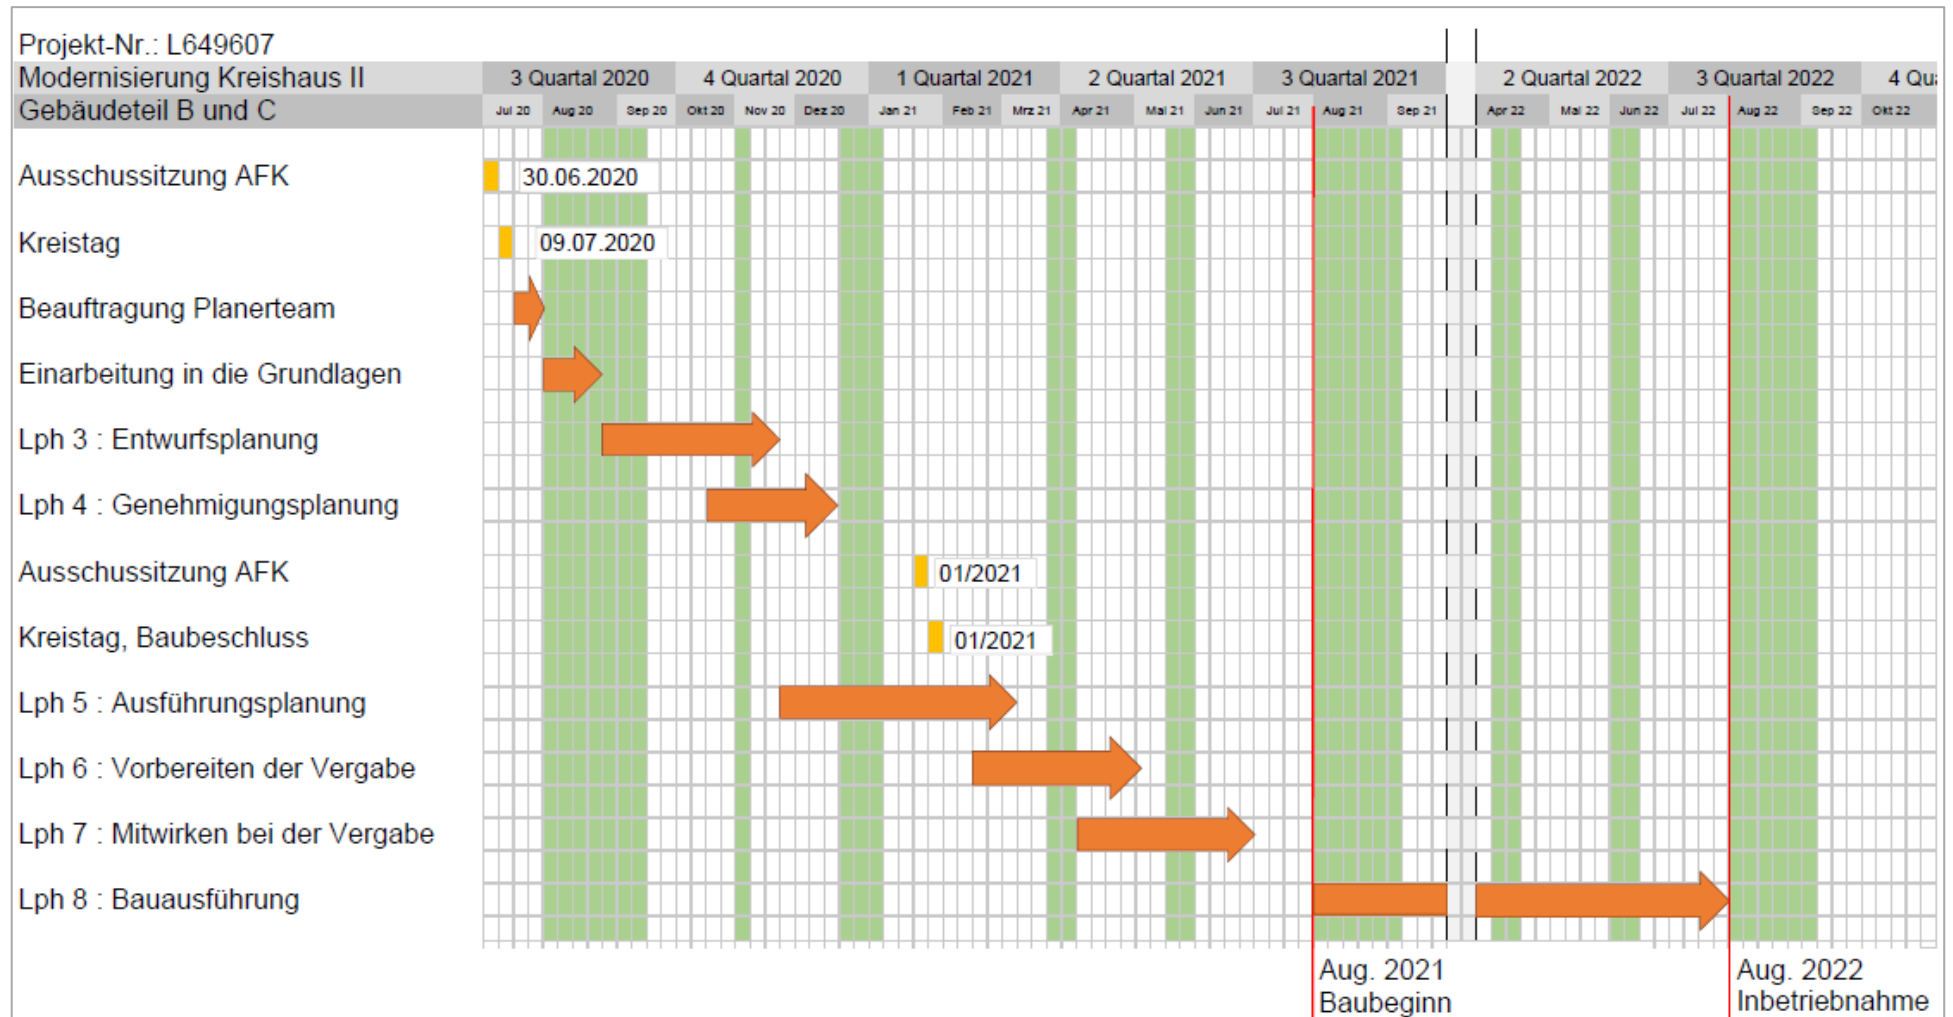 Projekt-Nr.: L649607
Modernisierung Kreishaus II
3 Quartal 2020 4 Quartal 2020 1 Quartal 2021 2 Quartal 2021 3 Quartal 2021 2 Quartal 2022 3 Quartal 2022 4 Qua
Gebäudeteil B und C
Jul 20 Aug 20 Sep 20 Okt 20 Nov 20 Dez 20 Jan 21 Feb 21 Mrz 21 Apr 21 Mai 21 Jun 21 Jul 21 Aug 21 Sep 21 Apr 22 Mai 22 Jun 22 Jul 22 Aug 22 Sep 22 Okt 22
Ausschussitzung AFK 30.06.2020
Kreistag 09.07.2020
Beauftragung Planerteam
Einarbeitung in die Grundlagen
Lph 3 : Entwurfsplanung
Lph 4 : Genehmigungsplanung
Ausschussitzung AFK 01/2021
Kreistag, Baubeschluss 01/2021
Lph 5 : Ausführungsplanung
Lph 6 : Vorbereiten der Vergabe
Lph 7 : Mitwirken bei der Vergabe
Lph 8 : Bauausführung
Aug. 2021
Baubeginn
Aug. 2022
Inbetriebnahme